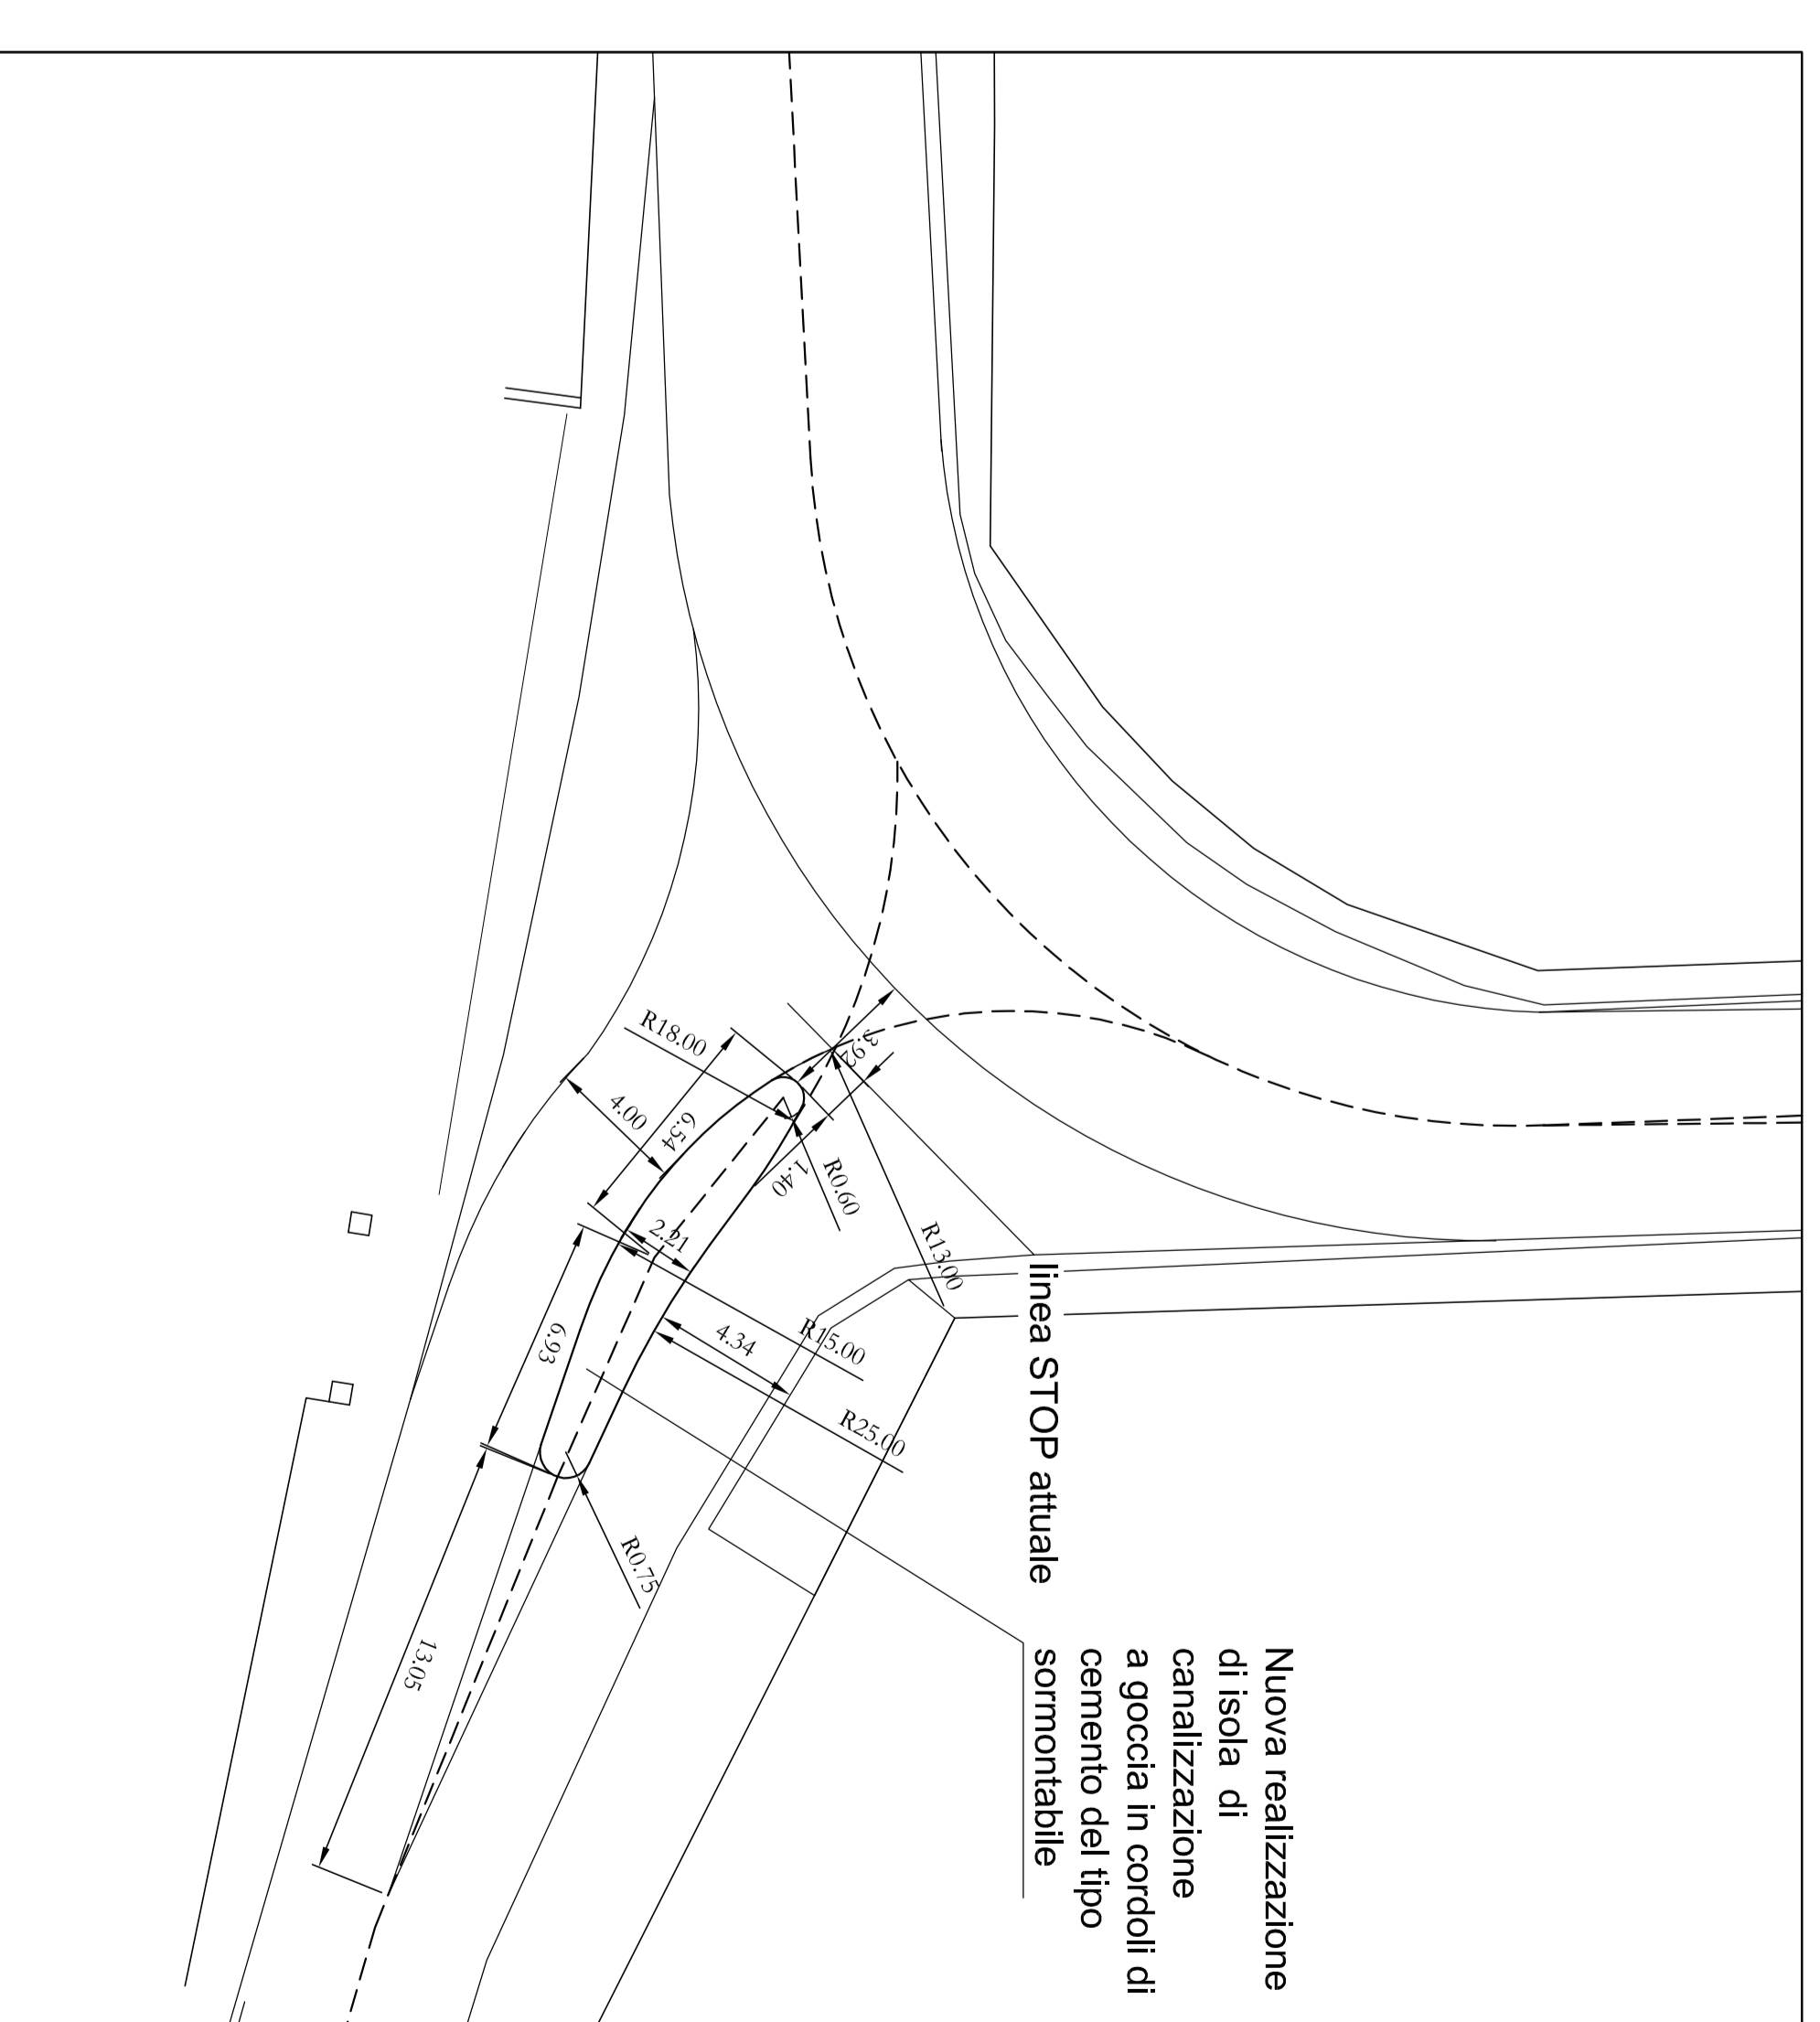 linea STOP attuale
Nuova realizzazione
di isola di
canalizzazione
a goccia in cordoli di
cemento del tipo
sormontabile
R18.00
3.92
4.00
6.54
1.40
R0.60
R13.00
2.21
R15.00
4.34
6.93
R25.00
R0.75
13.05